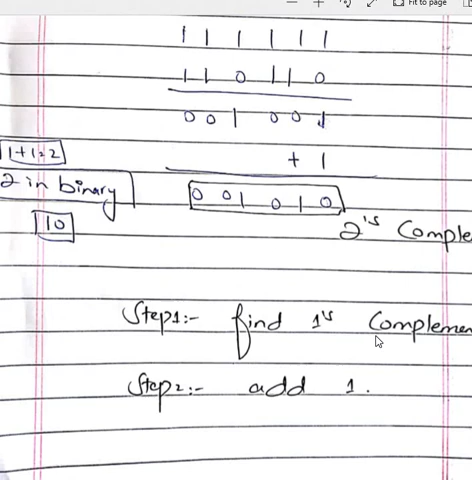 Fit to page
1 1 1 1 1 1
1 1 0 1 1 0
0 0 1 0 0 1
1+1=2
+ 1
2 in binary
0 0 1 0 1 0
10
2's Comple
Step1:- find 1's Complemen
Step2:- add 1.